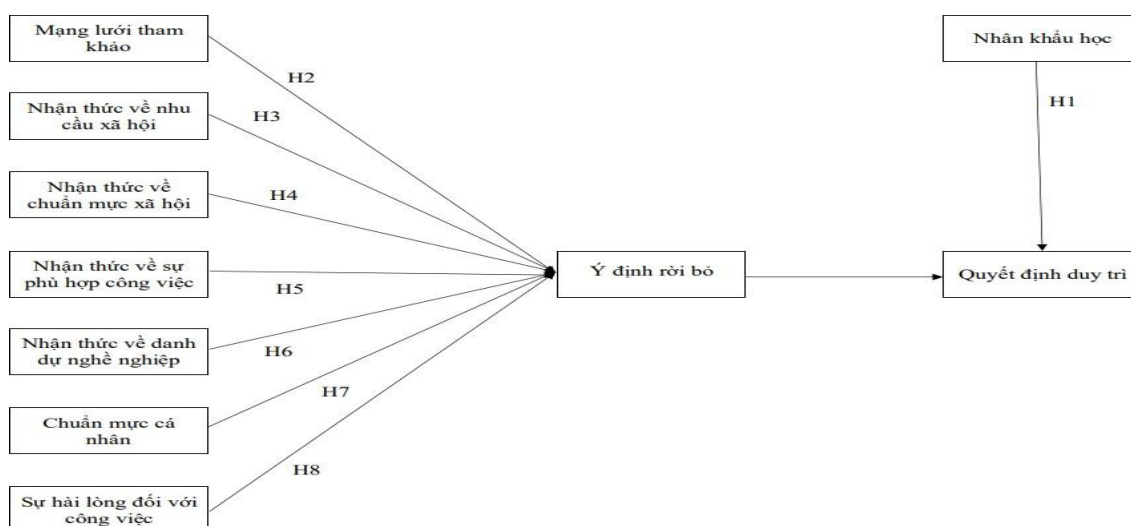 Mạng lưới tham
khảo
Nhận thức về nhu
cầu xã hội
Nhận thức về
chuẩn mực xã hội
Nhận thức về sự
phù hợp công việc
Nhận thức về danh
dự nghề nghiệp
Chuẩn mực cá
nhân
Sự hài lòng đối với
công việc
H2
H3
H4
H5
H6
H7
H8
Ý định rời bỏ
Nhân khẩu học
H1
Quyết định duy trì